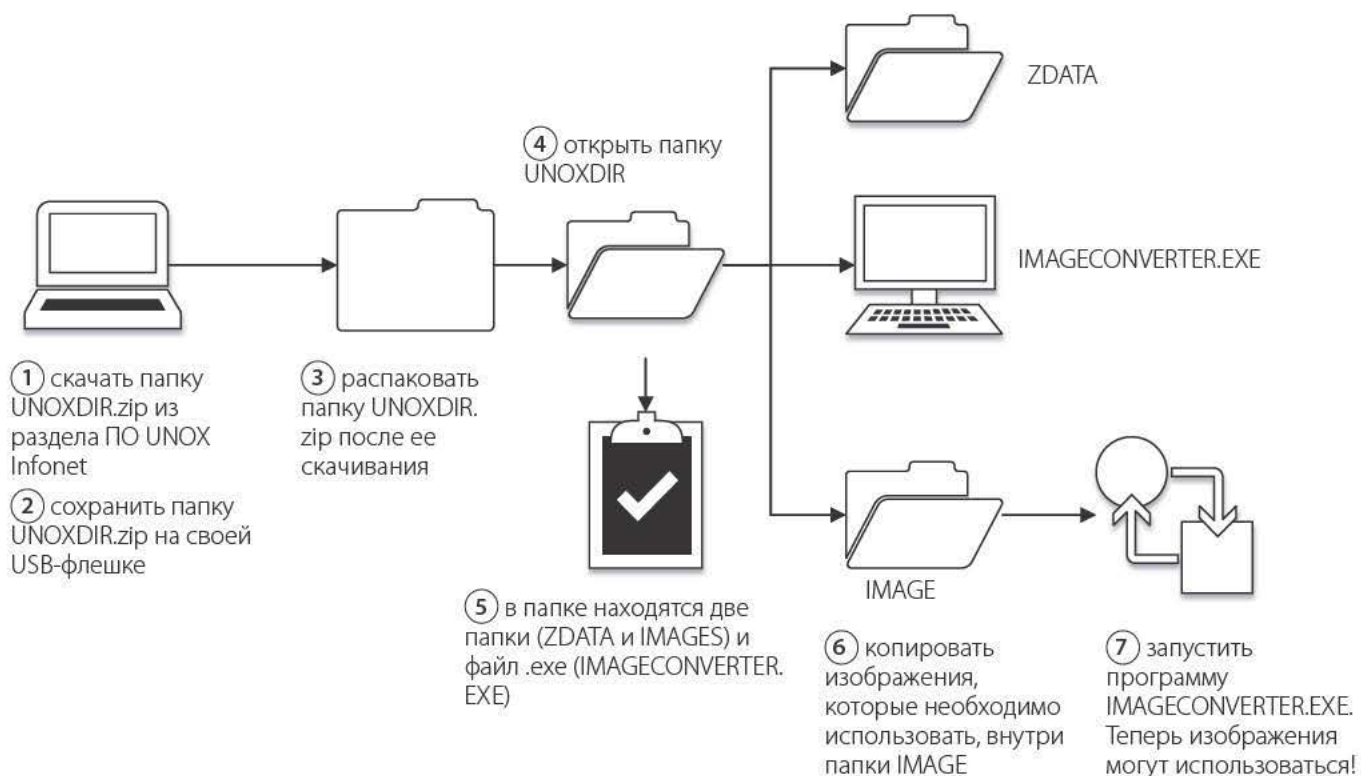 ZDATA
4 открыть папку
UNOXDIR
IMAGECONVERTER.EXE
1 скачать папку
UNOXDIR.zip из
раздела ПО UNOX
Infonet
2 сохранить папку
UNOXDIR.zip на своей
USB-флешке
3 распаковать
папку UNOXDIR.
zip после ее
скачивания
5 в папке находятся две
папки (ZDATA и IMAGES) и
файл .exe (IMAGECONVERTER.
EXE)
IMAGE
6 копировать
изображения,
которые необходимо
использовать, внутри
папки IMAGE
7 запустить
программу
IMAGECONVERTER.EXE.
Теперь изображения
могут использоваться!